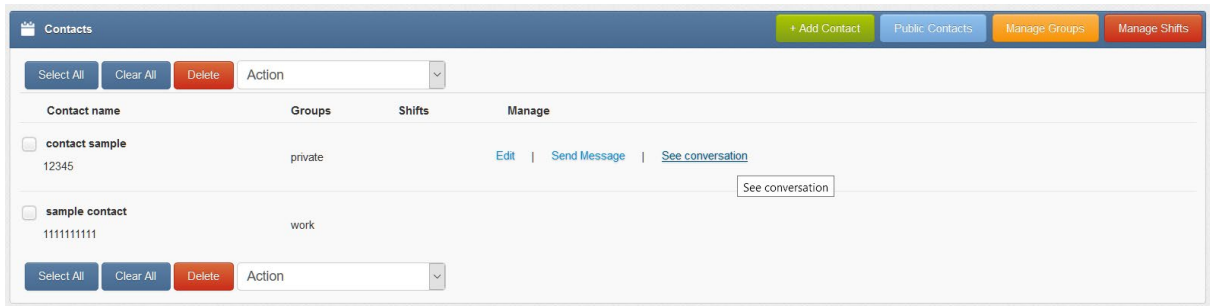 Contacts + Add Contact Public Contacts Manage Groups Manage Shifts
Select All Clear All Delete Action
Contact name Groups Shifts Manage
contact sample
12345 private Edit | Send Message | See conversation
See conversation
sample contact
1111111111 work
Select All Clear All Delete Action